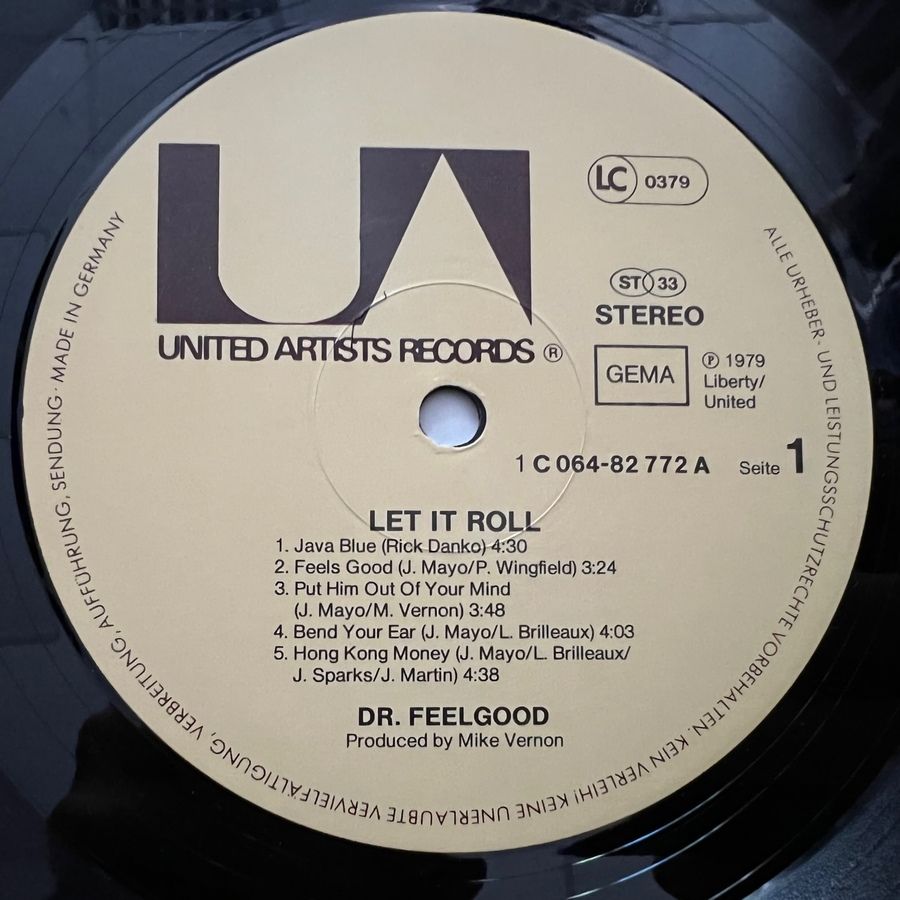 UA
UNITED ARTISTS RECORDS ®
LC 0379
ST 33
STEREO
GEMA
℗ 1979
Liberty/
United
1 C 064-82 772 A Seite 1
LET IT ROLL
1. Java Blue (Rick Danko) 4:30
2. Feels Good (J. Mayo/P. Wingfield) 3:24
3. Put Him Out Of Your Mind
(J. Mayo/M. Vernon) 3:48
4. Bend Your Ear (J. Mayo/L. Brilleaux) 4:03
5. Hong Kong Money (J. Mayo/L. Brilleaux/
J. Sparks/J. Martin) 4:38
DR. FEELGOOD
Produced by Mike Vernon
ALLE URHEBER- UND LEISTUNGSSCHUTZRECHTE VORBEHALTEN. KEIN VERLEIH! KEINE UNERLAUBTE VERVIELFÄLTIGUNG, VERBREITUNG, AUFFÜHRUNG, SENDUNG · MADE IN GERMANY